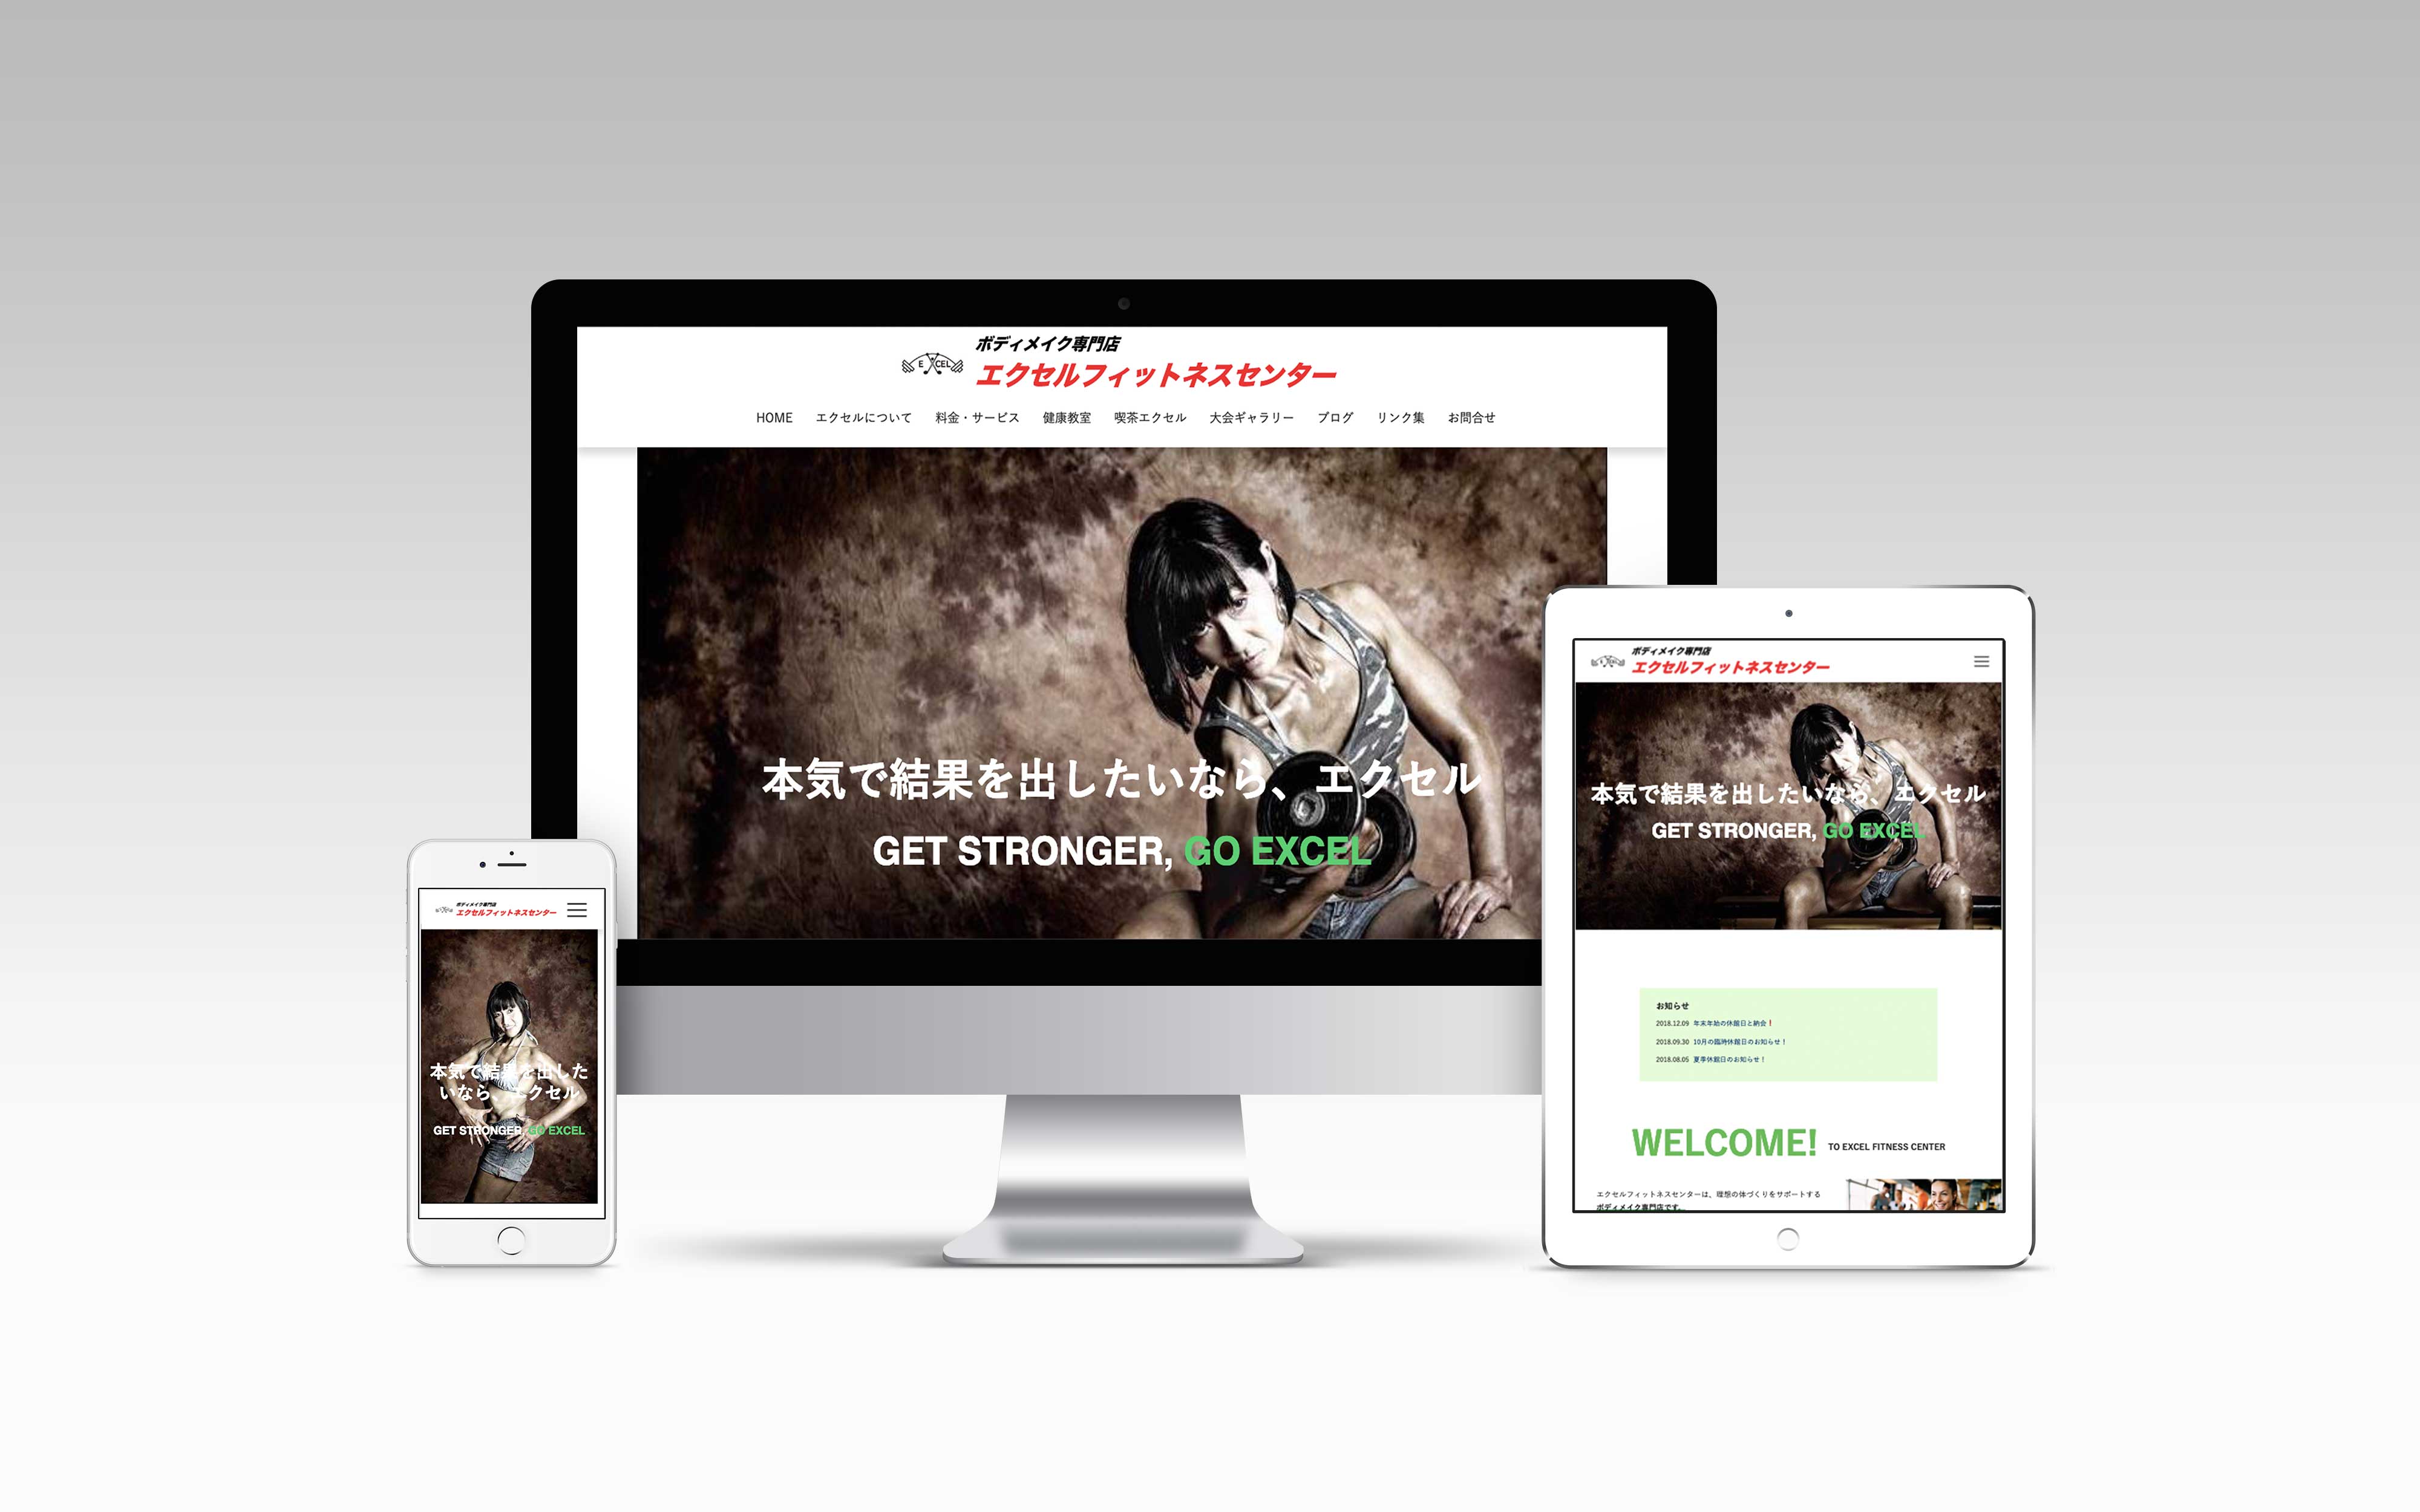 ボディメイク専門店
E CEL
エクセルフィットネスセンター
HOME エクセルについて 料金・サービス 健康教室 喫茶エクセル 大会ギャラリー ブログ リンク集 お問合せ
本気で結果を出したいなら、エクセル
GET STRONGER, GO EXCEL
ボディメイク専門店
エクセルフィットネスセンター
本気で結果を出した
いなら、エクセル
GET STRONGER, GO EXCEL
ボディメイク専門店
エクセルフィットネスセンター
本気で結果を出したいなら、エクセル
GET STRONGER, GO EXCEL
お知らせ
2018.12.09 年末年始の休館日と納会!
2018.09.30 10月の臨時休館日のお知らせ!
2018.08.05 夏季休館日のお知らせ!
WELCOME! TO EXCEL FITNESS CENTER
エクセルフィットネスセンターは、理想の体づくりをサポートする
ボディメイク専門店です。